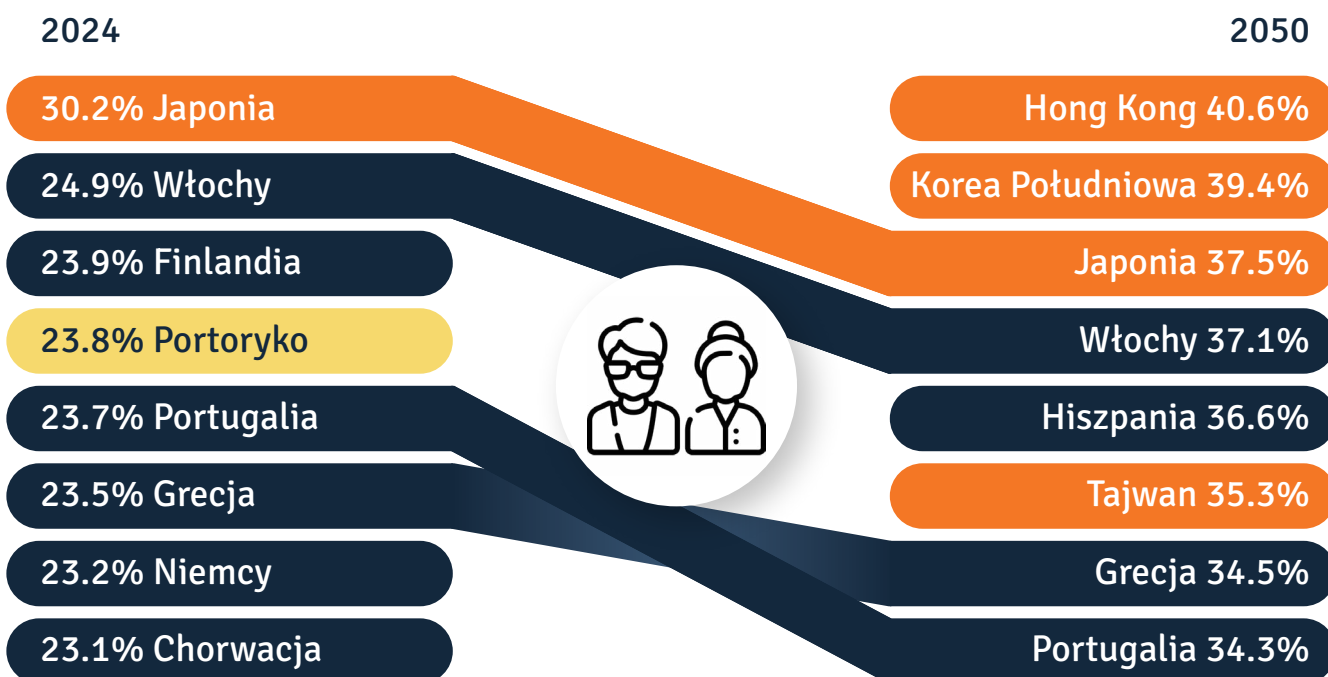 2024
30.2% Japonia
24.9% Włochy
23.9% Finlandia
23.8% Portoryko
23.7% Portugalia
23.5% Grecja
23.2% Niemcy
23.1% Chorwacja
2050
Hong Kong 40.6%
Korea Południowa 39.4%
Japonia 37.5%
Włochy 37.1%
Hiszpania 36.6%
Tajwan 35.3%
Grecja 34.5%
Portugalia 34.3%